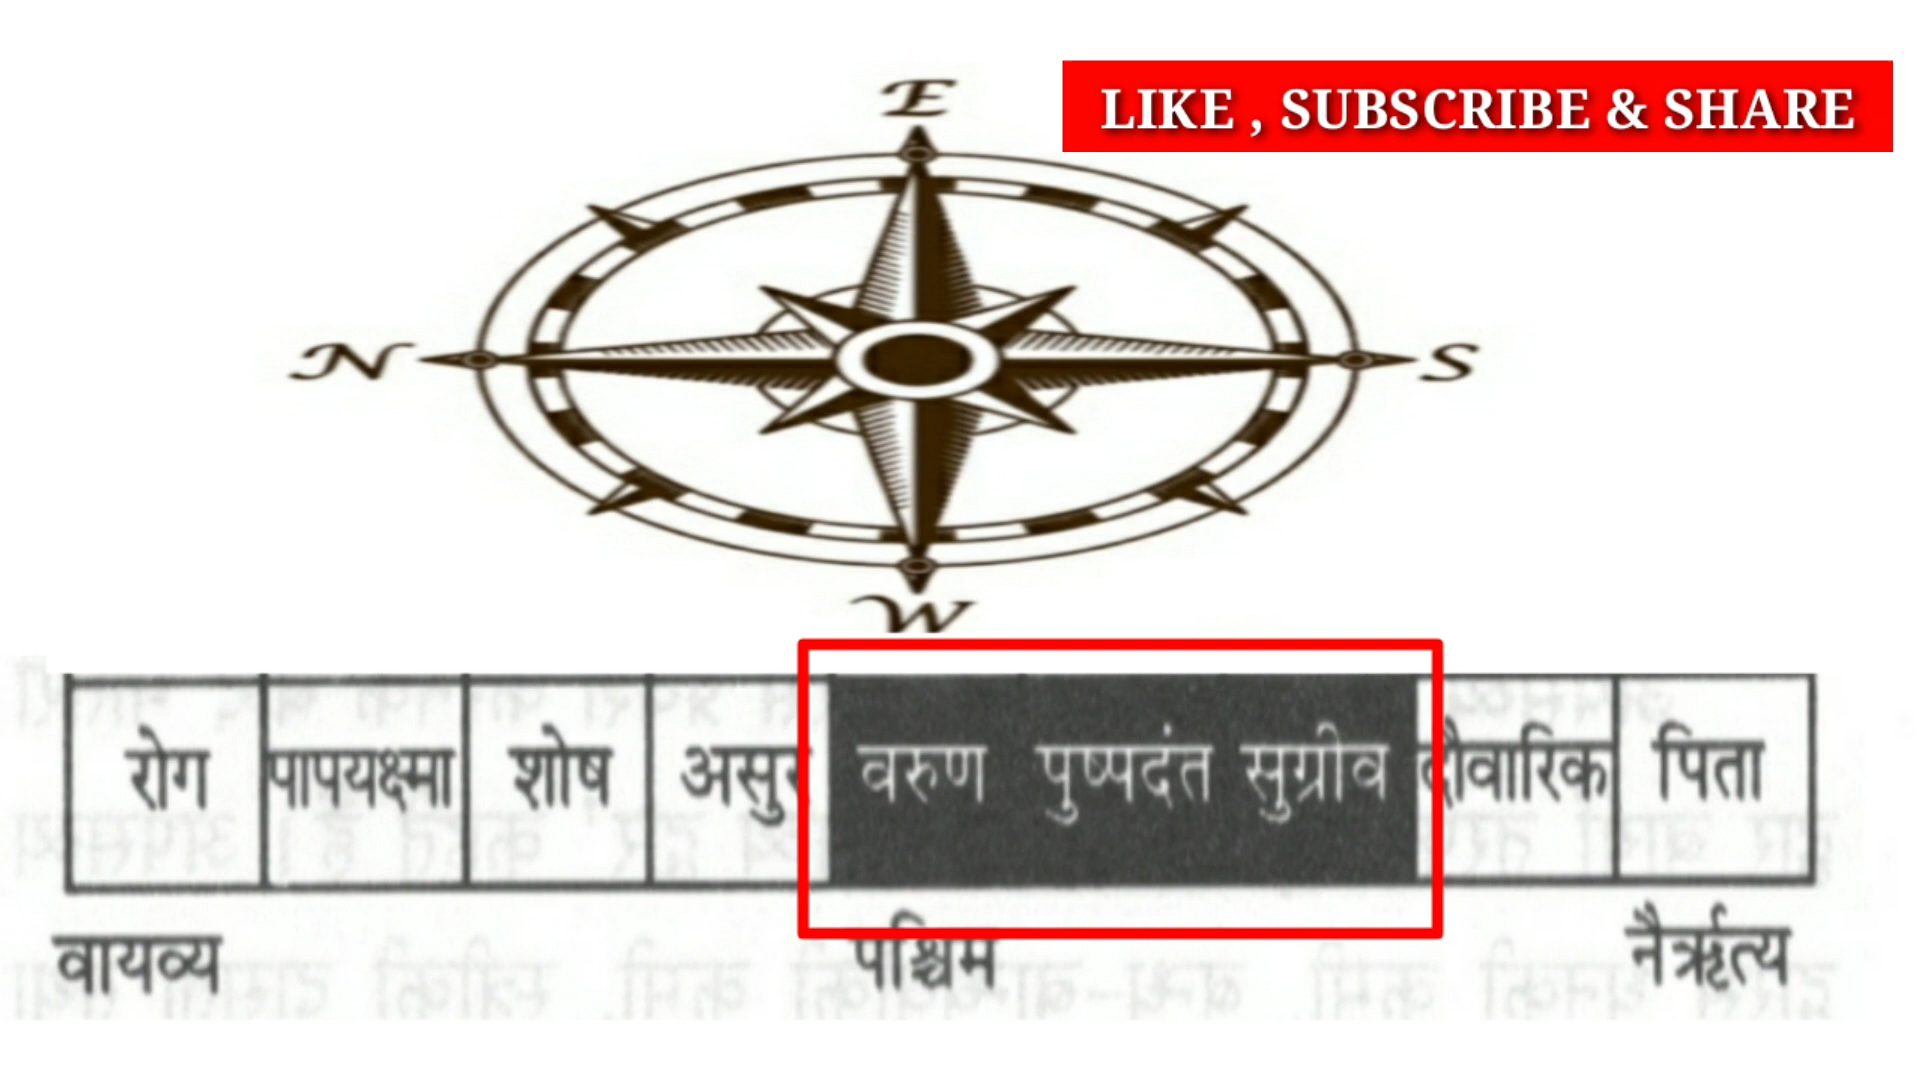 E
LIKE , SUBSCRIBE & SHARE
N
S
W
रोग पापयक्ष्मा शोष असुर वरुण पुष्पदंत सुग्रीव दौवारिक पिता
वायव्य पश्चिम नैर्ऋत्य